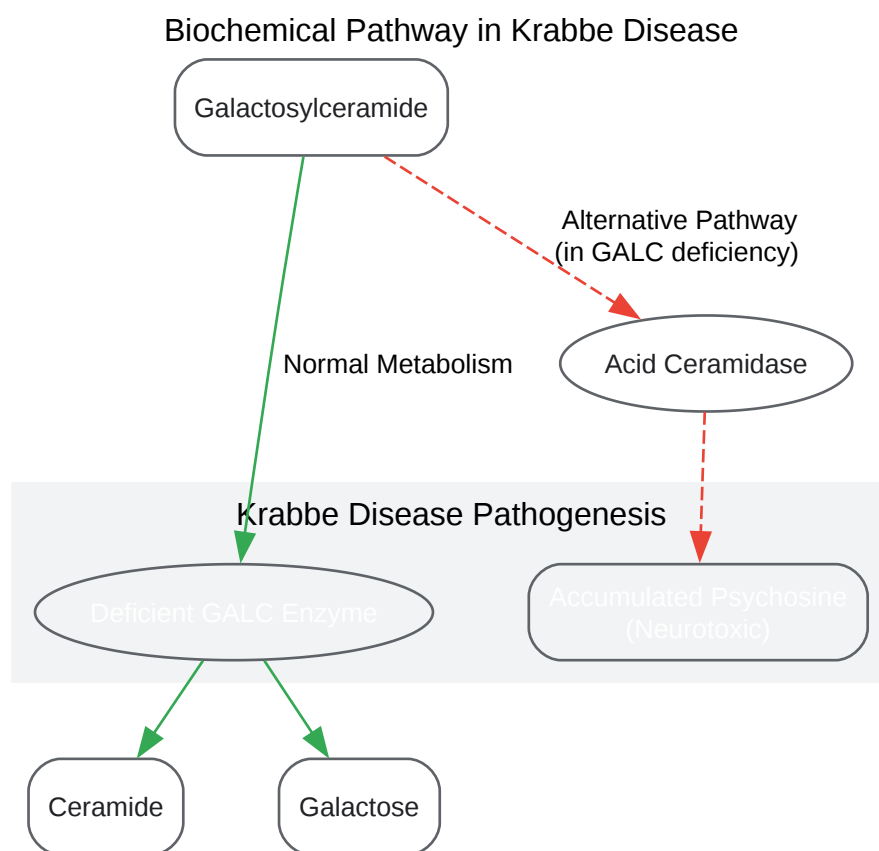 Biochemical Pathway in Krabbe Disease
Galactosylceramide
Alternative Pathway
(in GALC deficiency)
Normal Metabolism
Acid Ceramidase
Krabbe Disease Pathogenesis
Deficient GALC Enzyme
Accumulated Psychosine
(Neurotoxic)
Ceramide
Galactose